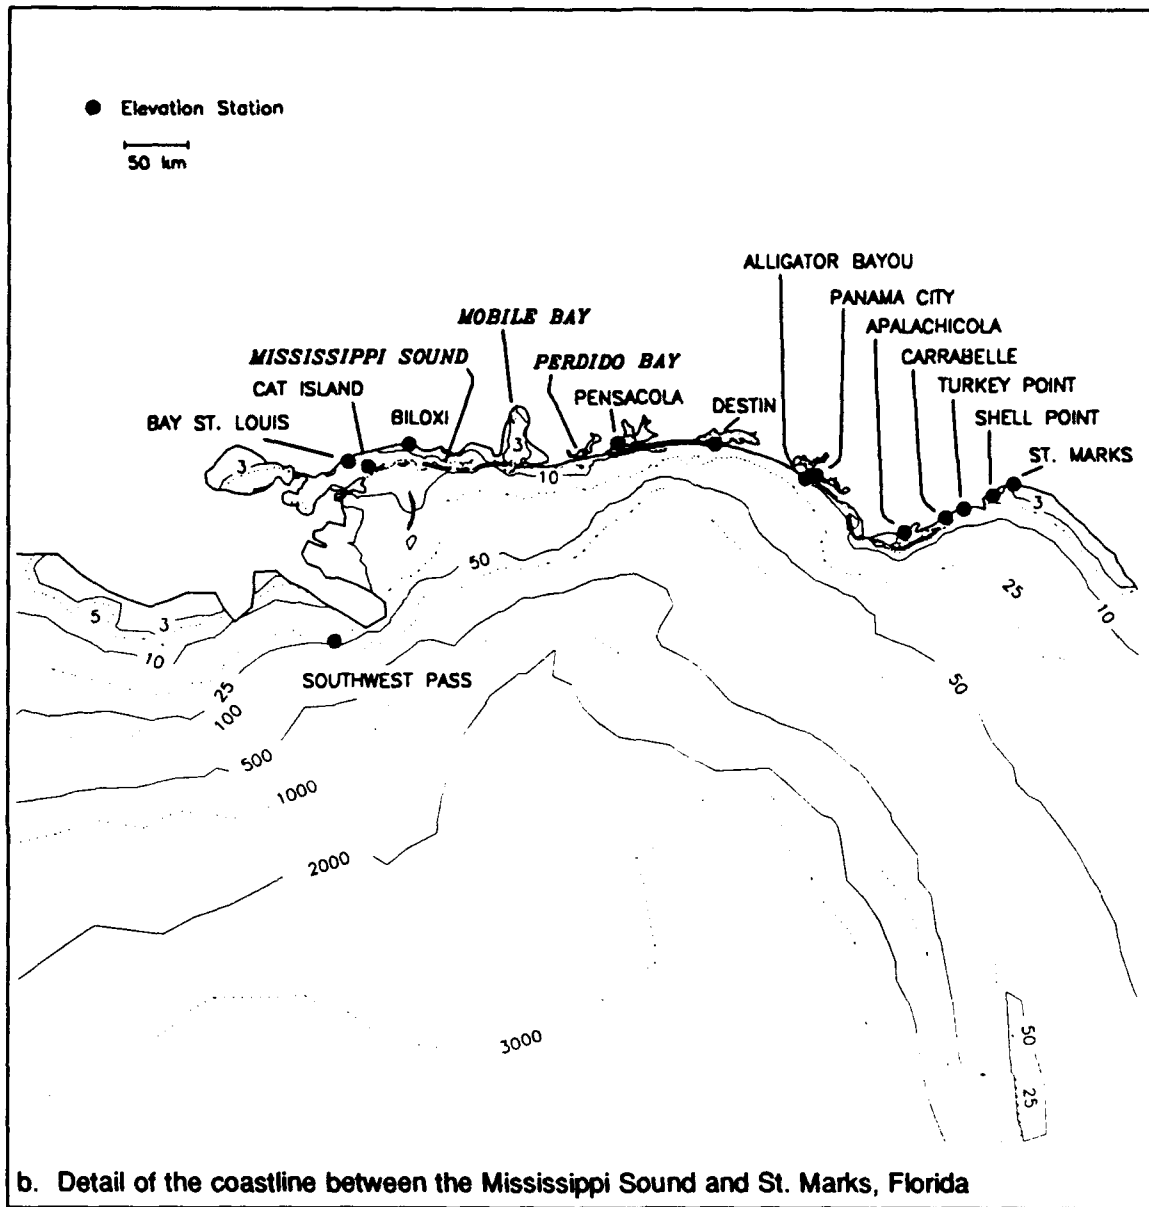 Elevation Station
50 km
ALLIGATOR BAYOU
PANAMA CITY
MOBILE BAY
APALACHICOLA
MISSISSIPPI SOUND
PERDIDO BAY
CARRABELLE
CAT ISLAND
TURKEY POINT
PENSACOLA
DESTIN
BAY ST. LOUIS
BILOXI
SHELL POINT
ST. MARKS
3
3
10
3
50
25
5
3
10
10
SOUTHWEST PASS
25
50
100
500
1000
2000
3000
50
25
b. Detail of the coastline between the Mississippi Sound and St. Marks, Florida